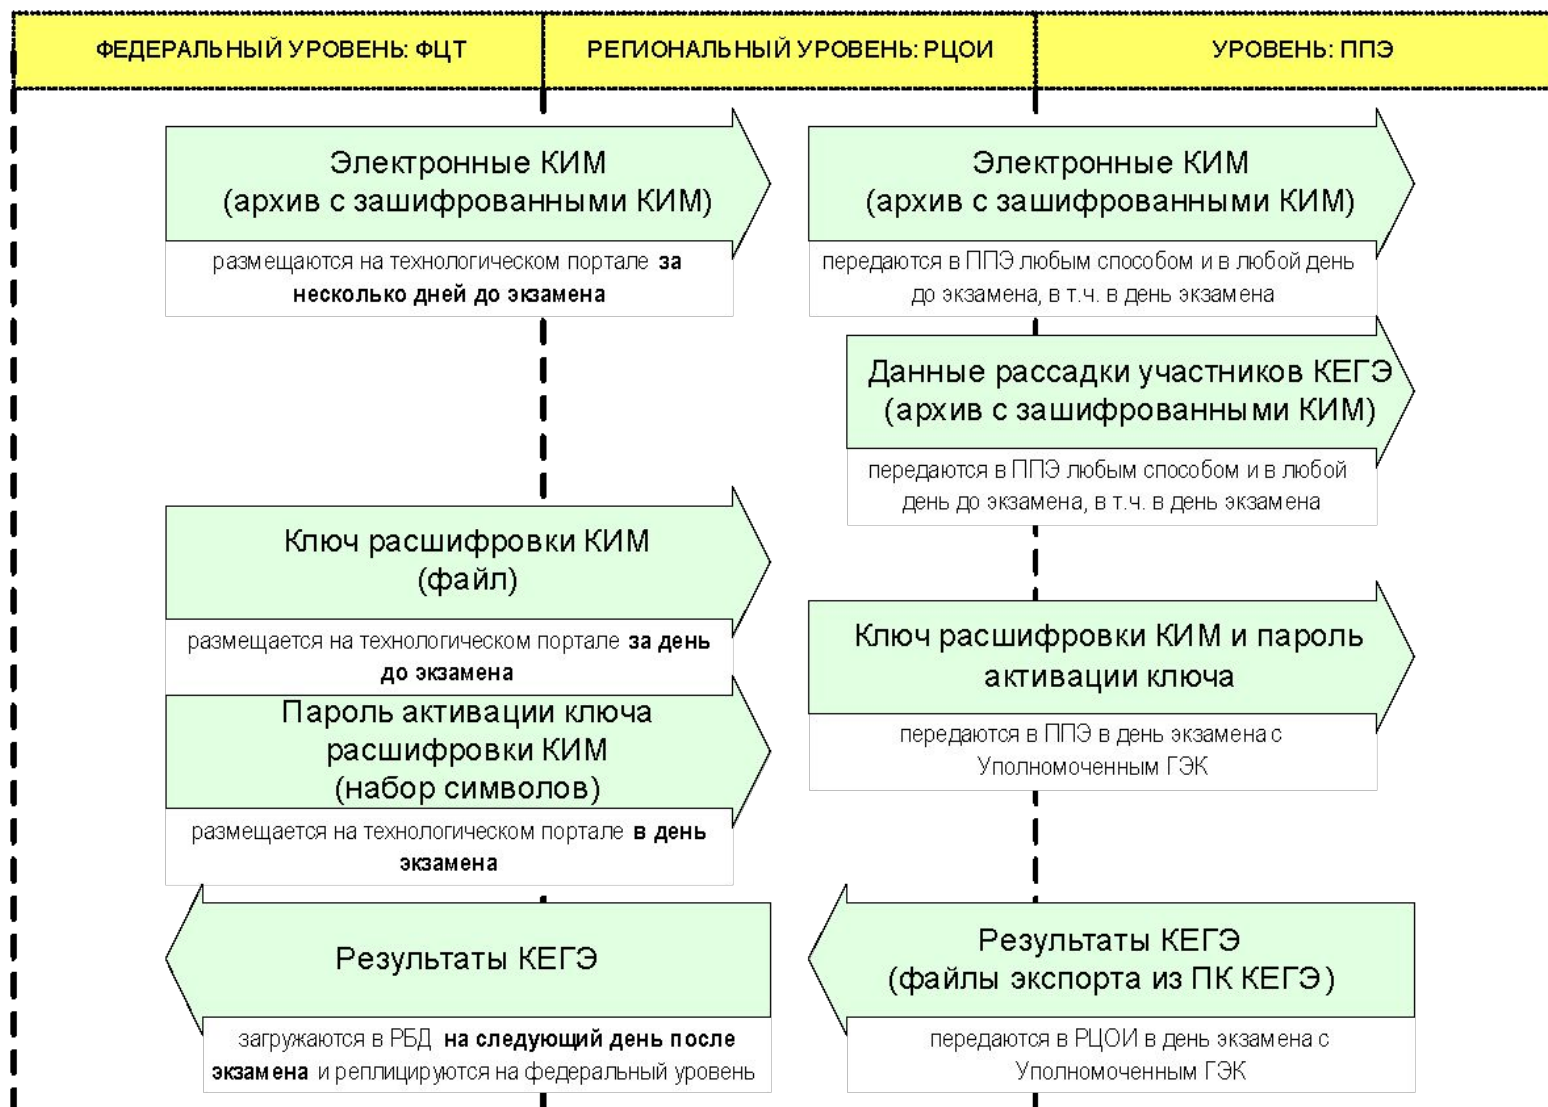 ФЕДЕРАЛЬНЫЙ УРОВЕНЬ: ФЦТ
РЕГИОНАЛЬНЫЙ УРОВЕНЬ: РЦОИ
УРОВЕНЬ: ППЭ
Электронные КИМ
(архив с зашифрованными КИМ)
размещаются на технологическом портале за
несколько дней до экзамена
Электронные КИМ
(архив с зашифрованными КИМ)
передаются в ППЭ любым способом и в любой день
до экзамена, в т.ч. в день экзамена
Данные рассадки участников КЕГЭ
(архив с зашифрованными КИМ)
передаются в ППЭ любым способом и в любой
день до экзамена, в т.ч. в день экзамена
Ключ расшифровки КИМ
(файл)
размещается на технологическом портале за день
до экзамена
Ключ расшифровки КИМ и пароль
активации ключа
передаются в ППЭ в день экзамена с
Уполномоченным ГЭК
Пароль активации ключа
расшифровки КИМ
(набор символов)
размещается на технологическом портале в день
экзамена
Результаты КЕГЭ
загружаются в РБД на следующий день после
экзамена и реплицируются на федеральный уровень
Результаты КЕГЭ
(файлы экспорта из ПК КЕГЭ)
передаются в РЦОИ в день экзамена с
Уполномоченным ГЭК